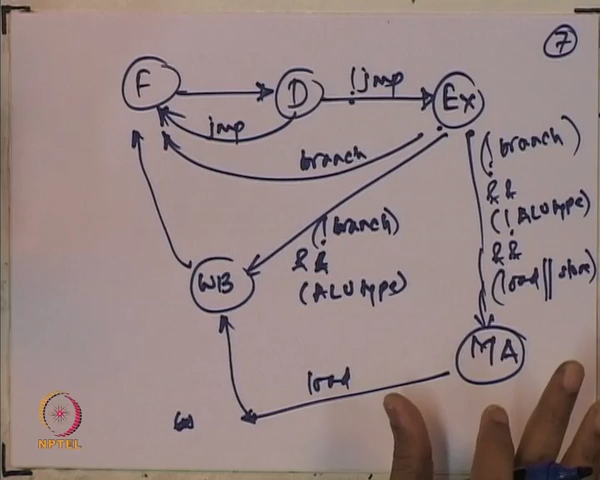 7
F
D
!jmp
Ex
jmp
branch
(!branch)
&&
(!ALUtype)
&&
(load||store)
(!branch)
&&
(ALUtype)
WB
MA
load
NPTEL